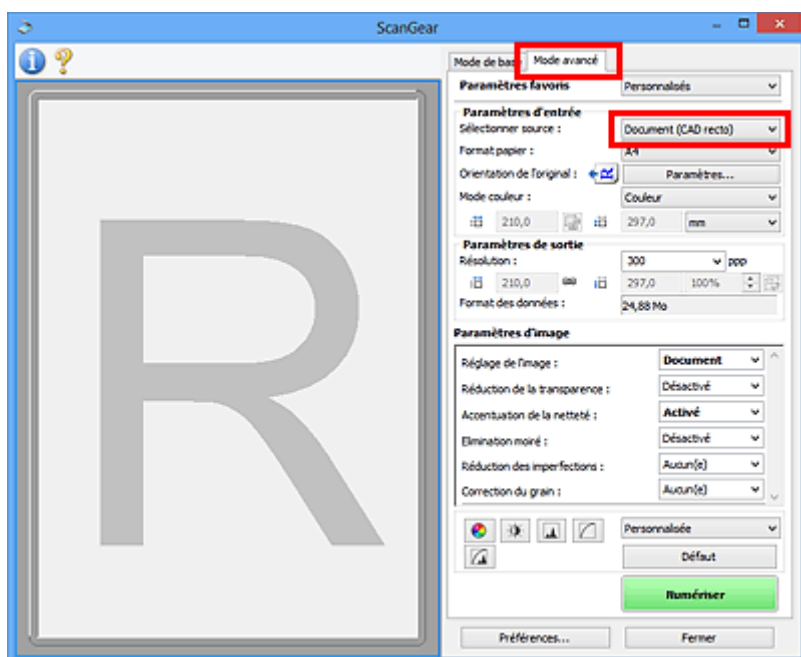 ScanGear
Mode de base Mode avancé
Paramètres favoris Personnalisés
Paramètres d'entrée
Sélectionner source : Document (CAD recto)
Format papier : A4
Orientation de l'original : Paramètres...
Mode couleur : Couleur
210,0 297,0 mm
Paramètres de sortie
Résolution : 300 ppp
210,0 297,0 100%
Format des données : 24,88 Mo
Paramètres d'image
Réglage de l'image : Document
Réduction de la transparence : Désactivé
Accentuation de la netteté : Activé
Elimination moiré : Désactivé
Réduction des imperfections : Aucun(e)
Correction du grain : Aucun(e)
Personnalisée
Défaut
Numériser
Préférences... Fermer
R